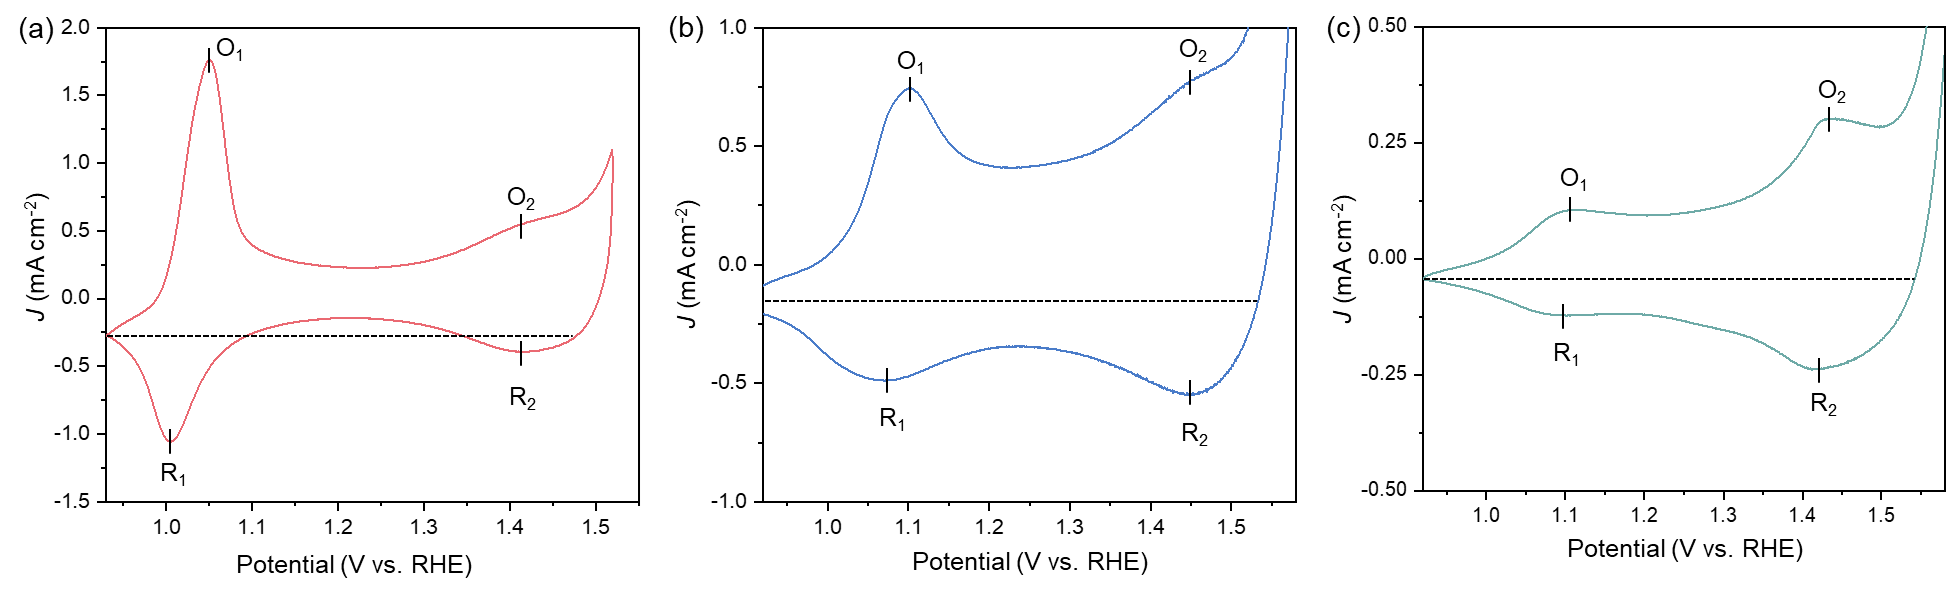 (a)
2.0
1.5
1.0
0.5
0.0
-0.5
-1.0
-1.5
J (mA cm-2)
O1
O2
R1
R2
1.0 1.1 1.2 1.3 1.4 1.5
Potential (V vs. RHE)
(b)
1.0
0.5
0.0
-0.5
-1.0
J (mA cm-2)
O1
O2
R1
R2
1.0 1.1 1.2 1.3 1.4 1.5
Potential (V vs. RHE)
(c)
0.50
0.25
0.00
-0.25
-0.50
J (mA cm-2)
O1
O2
R1
R2
1.0 1.1 1.2 1.3 1.4 1.5
Potential (V vs. RHE)